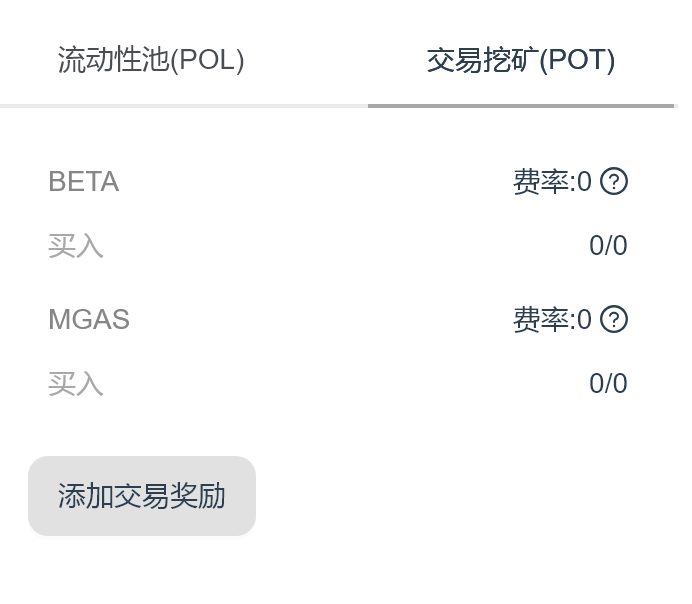 流动性池(POL) 交易挖矿(POT)
BETA 费率:0 ?
买入 0/0
MGAS 费率:0 ?
买入 0/0
添加交易奖励